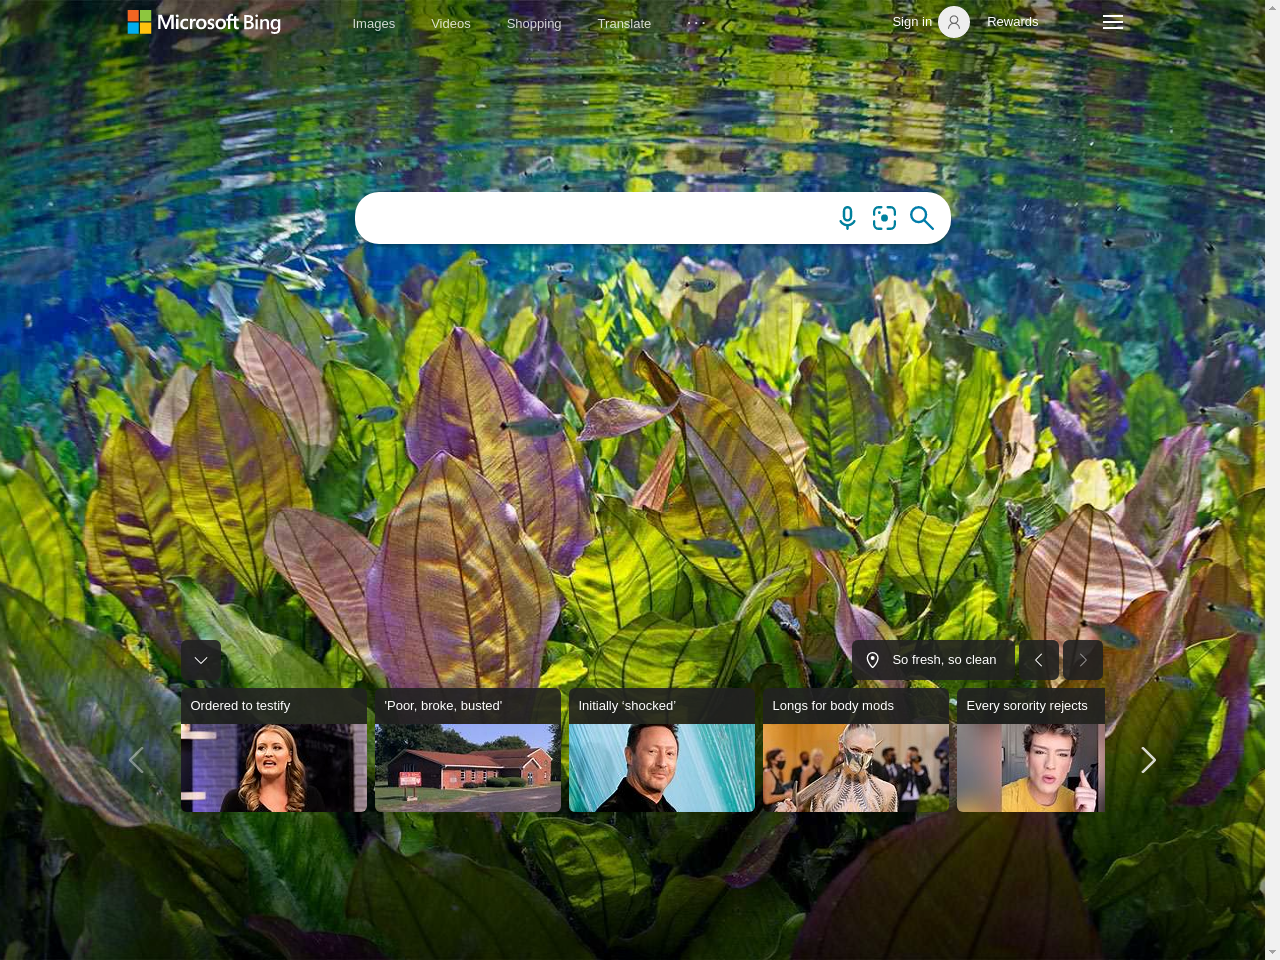 Microsoft Bing
Images
Videos
Shopping
Translate
Sign in
Rewards
So fresh, so clean
Ordered to testify
'Poor, broke, busted'
Initially ‘shocked’
Longs for body mods
Every sorority rejects